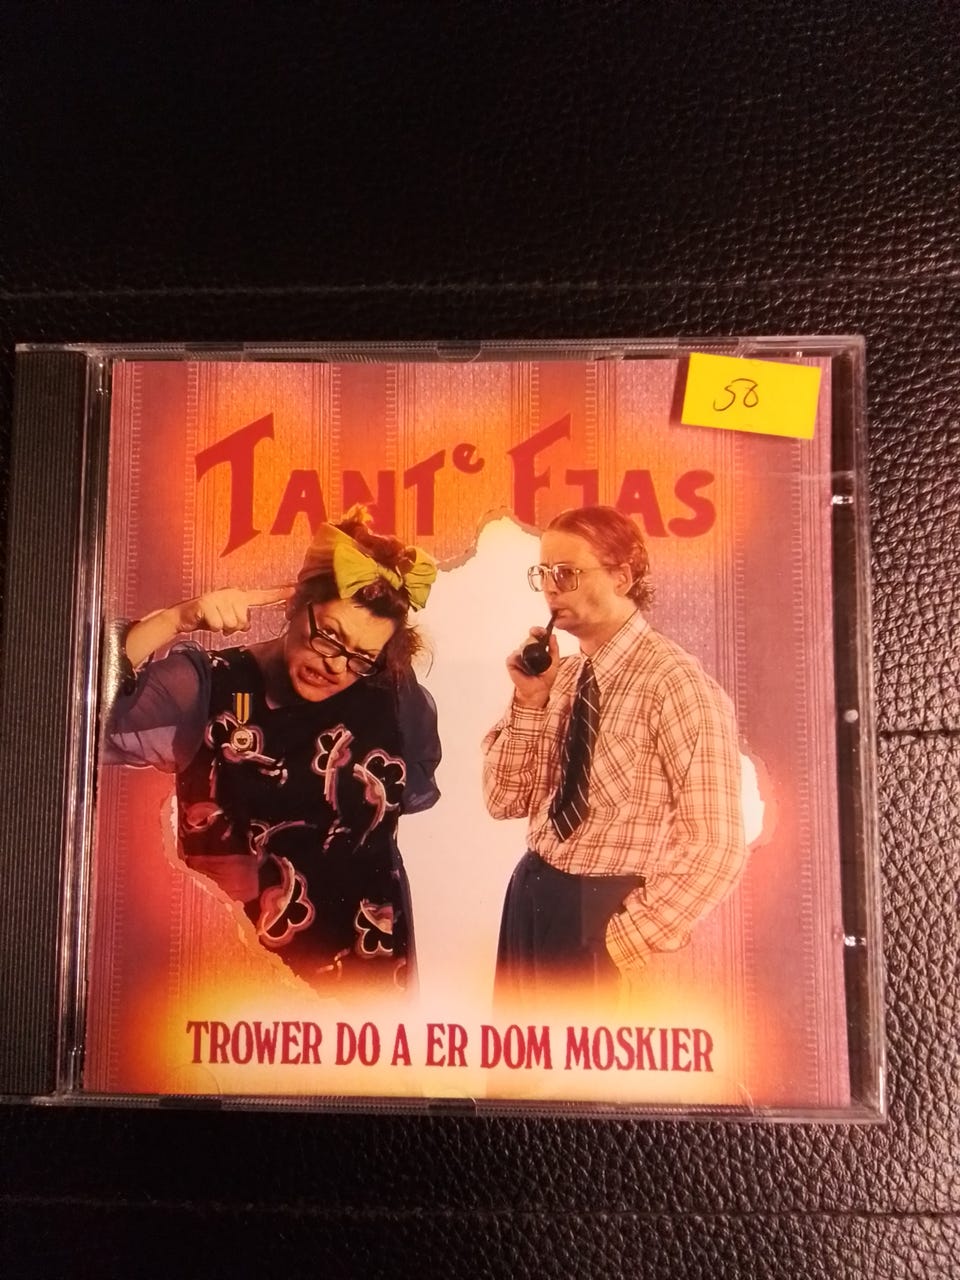 50
TANTe FJAS
TROWER DO A ER DOM MOSKIER